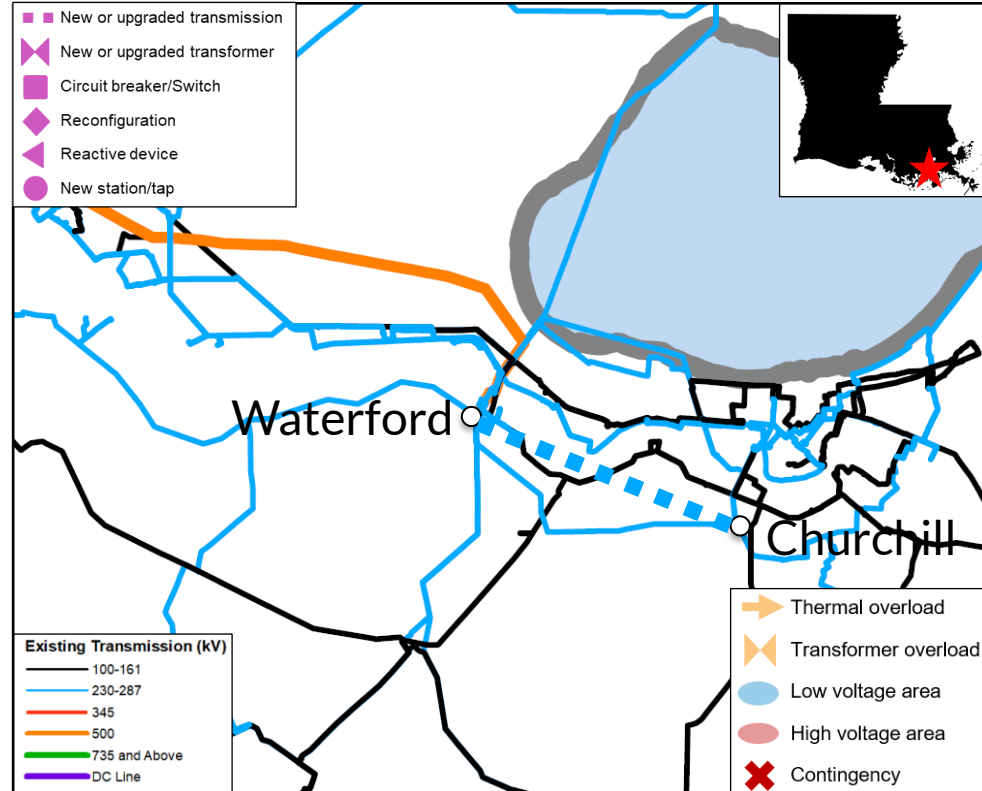 New or upgraded transmission
New or upgraded transformer
Circuit breaker/Switch
Reconfiguration
Reactive device
New station/tap
Waterford
Churchill
Existing Transmission (kV)
100-161
230-287
345
500
735 and Above
DC Line
Thermal overload
Transformer overload
Low voltage area
High voltage area
Contingency